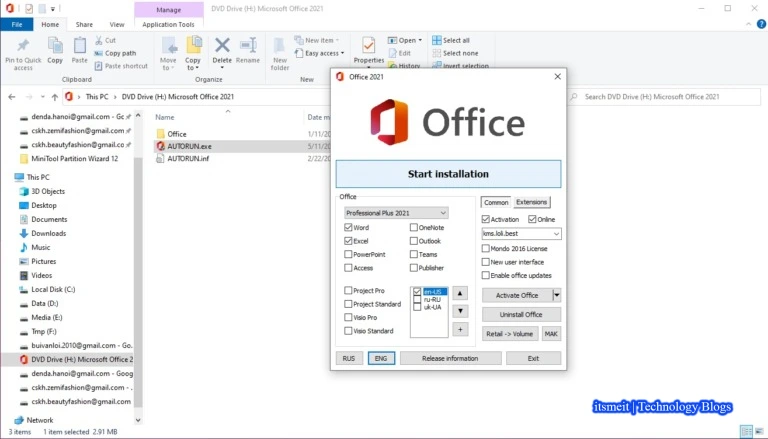 Manage
Microsoft Office 2021
File
Home
Share
View
Application Tools
Pin to Quick access
Copy
Paste
Cut
Copy path
Paste shortcut
Clipboard
Move to
Copy to
Delete
Rename
Organize
New folder
New item
Easy access
New
Properties
Open
Edit
History
Select all
Select none
Invert selection
This PC > DVD Drive (H:) Microsoft Office 2021
Search DVD Drive (H:) Microsoft Office 2021
denda.hanoi@gmail.com - Goo
cskh.zemifashion@gmail.com
cskh.beautyfashion@gmail.cc
MiniTool Partition Wizard 12
This PC
3D Objects
Desktop
Documents
Downloads
Music
Pictures
Videos
Local Disk (C:)
Data (D:)
Media (E:)
Tmp (F:)
buivanloi.2010@gmail.com - Goog
DVD Drive (H:) Microsoft Office 2
denda.hanoi@gmail.com - Goog
cskh.zemifashion@gmail.com - ..
cskh.beautyfashion@gmail.com
Network
Name
Date m
Office
1/11/2
AUTORUN.exe
5/11/2
AUTORUN.inf
2/22/2
Office 2021
Office
Start installation
Office
Professional Plus 2021
Word
OneNote
Excel
Outlook
PowerPoint
Teams
Access
Publisher
Project Pro
Project Standard
Visio Pro
Visio Standard
en-US
ru-RU
uk-UA
Common
Extensions
Activation
Online
kms.loli.best
Mondo 2016 License
New user interface
Enable office updates
Activate Office
Uninstall Office
Retail -> Volume
MAK
RUS
ENG
Release information
Exit
3 items
1 item selected 2.91 MB
itsmeit | Technology Blogs